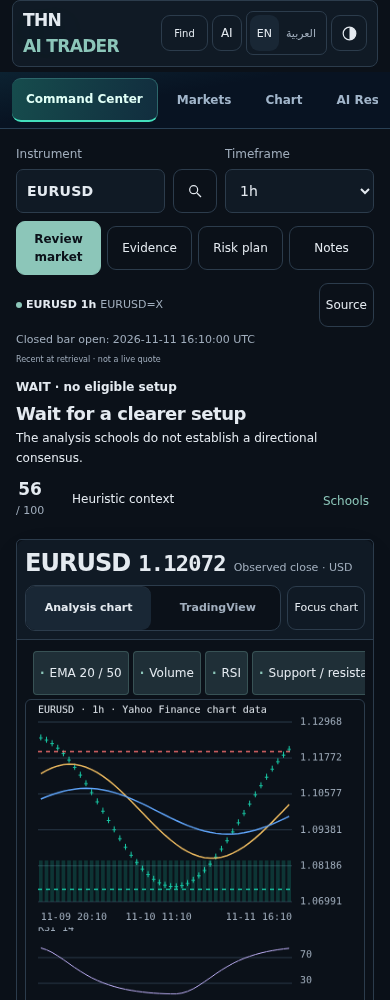 THN
AI TRADER
Find
AI
EN
العربية
Command Center
Markets
Chart
AI Res
Instrument
Timeframe
EURUSD
1h
Review market
Evidence
Risk plan
Notes
EURUSD 1h EURUSD=X
Source
Closed bar open: 2026-11-11 16:10:00 UTC
Recent at retrieval · not a live quote
WAIT · no eligible setup
Wait for a clearer setup
The analysis schools do not establish a directional
consensus.
56
/ 100
Heuristic context
Schools
EURUSD 1.12072 Observed close · USD
Analysis chart
TradingView
Focus chart
· EMA 20 / 50
· Volume
· RSI
· Support / resista
EURUSD · 1h · Yahoo Finance chart data
1.12968
1.11772
1.10577
1.09381
1.08186
1.06991
11-09 20:10
11-10 11:10
11-11 16:10
RSI 14
70
30